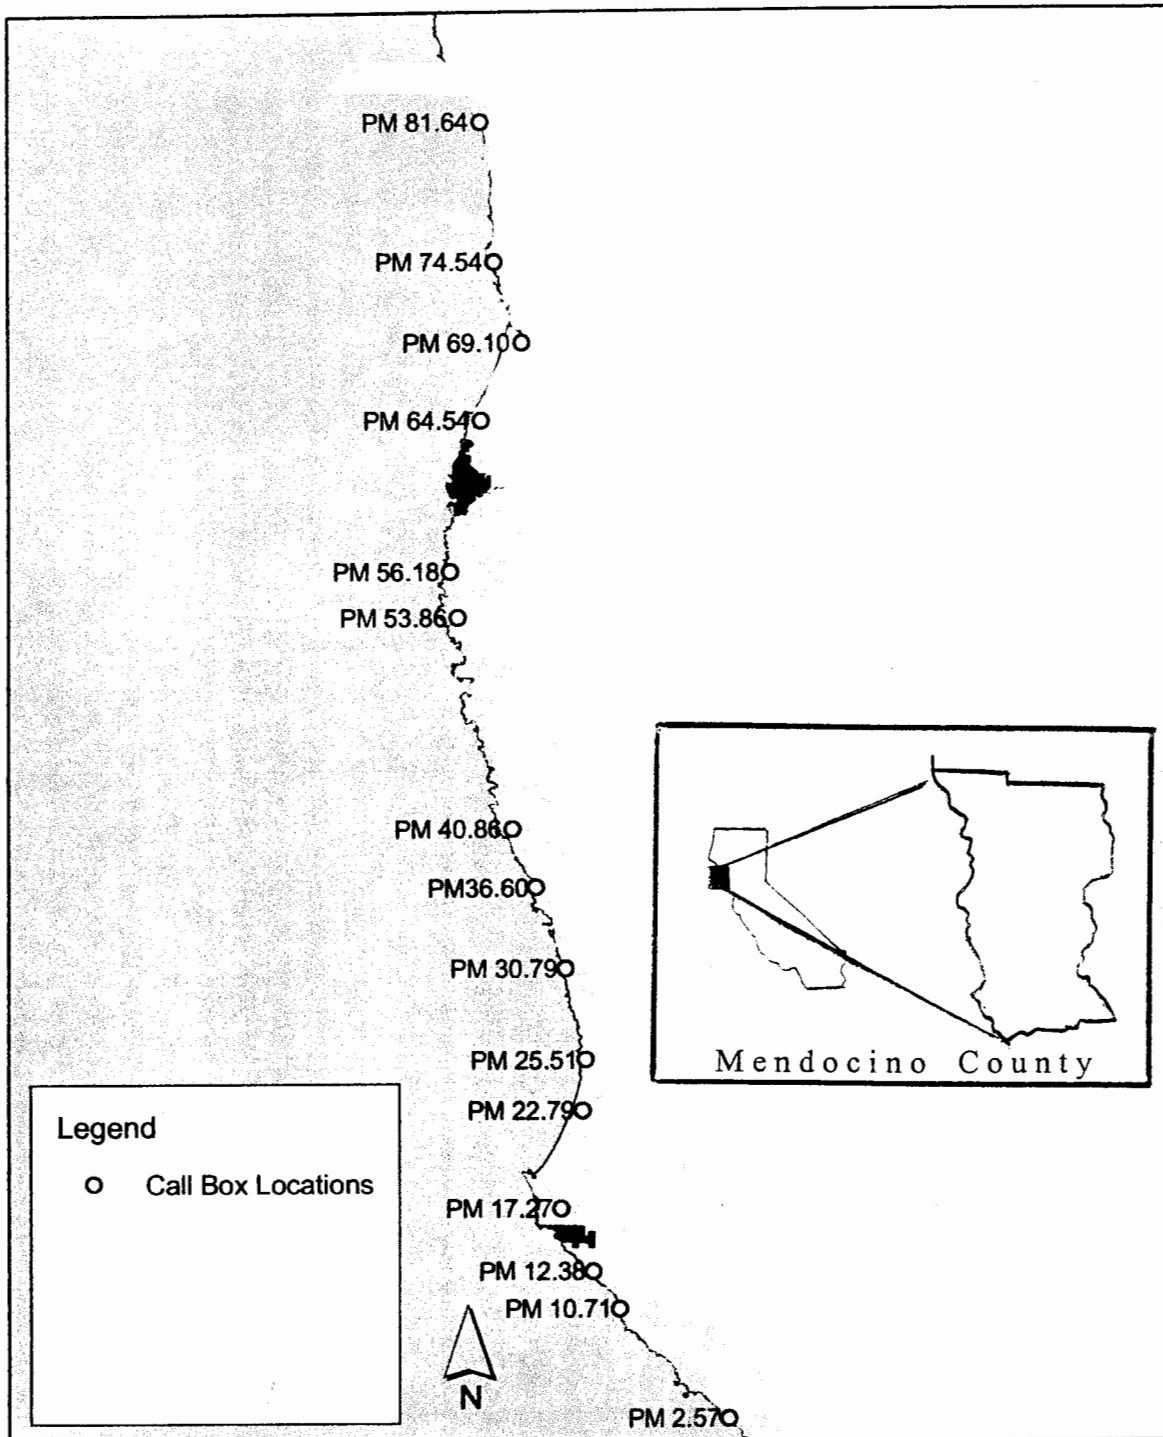 PM 81.64
PM 74.54
PM 69.10
PM 64.54
PM 56.18
PM 53.86
PM 40.86
PM36.60
PM 30.79
PM 25.51
PM 22.79
PM 17.27
PM 12.38
PM 10.71
PM 2.57
Mendocino County
Legend
Call Box Locations
N